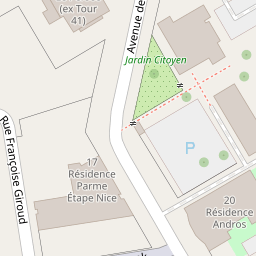 (ex Tour
41)
Avenue de
Jardin Citoyen
Rue Françoise Giroud
17
Résidence
Parme
Étape Nice
P
20
Résidence
Andros